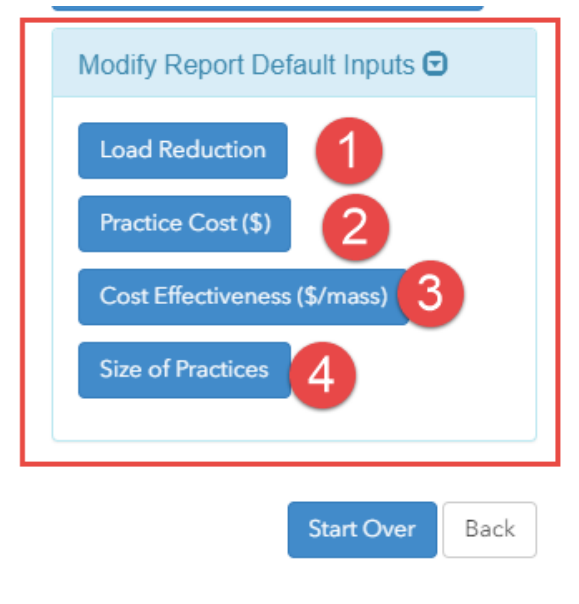 Modify Report Default Inputs
Load Reduction 1
Practice Cost ($) 2
Cost Effectiveness ($/mass) 3
Size of Practices 4
Start Over Back